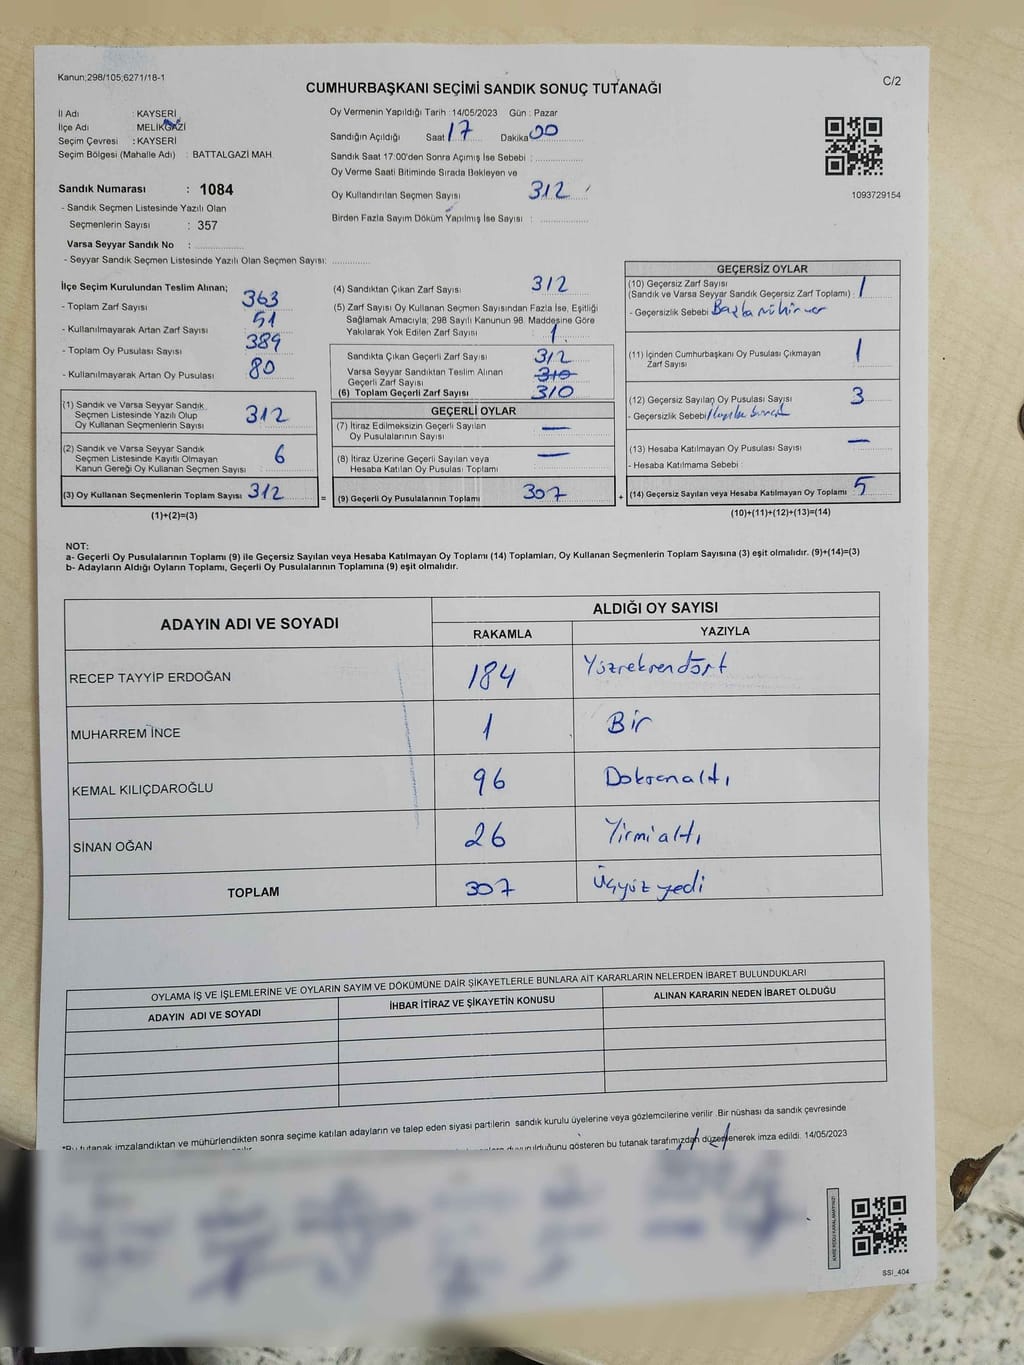 Kanun;298/105;6271/18-1
C/2
CUMHURBAŞKANI SEÇİMİ SANDIK SONUÇ TUTANAĞI
İl Adı : KAYSERİ
İlçe Adı : MELİKGAZİ
Seçim Çevresi : KAYSERİ
Seçim Bölgesi (Mahalle Adı) : BATTALGAZİ MAH.
Sandık Numarası : 1084
- Sandık Seçmen Listesinde Yazılı Olan
Seçmenlerin Sayısı : 357
Varsa Seyyar Sandık No :
- Seyyar Sandık Seçmen Listesinde Yazılı Olan Seçmen Sayısı:
Oy Vermenin Yapıldığı Tarih : 14/05/2023 Gün : Pazar
Sandığın Açıldığı Saat 17 Dakika 00
Sandık Saat 17:00'den Sonra Açımış İse Sebebi :
Oy Verme Saati Bitiminde Sırada Bekleyen ve
Oy Kullandırılan Seçmen Sayısı 312
Birden Fazla Sayım Döküm Yapılmış İse Sayısı :
1093729154
İlçe Seçim Kurulundan Teslim Alınan;
- Toplam Zarf Sayısı 363
- Kullanılmayarak Artan Zarf Sayısı 51
- Toplam Oy Pusulası Sayısı 389
- Kullanılmayarak Artan Oy Pusulası 80
(1) Sandık ve Varsa Seyyar Sandık
Seçmen Listesinde Yazılı Olup
Oy Kullanan Seçmenlerin Sayısı 312
(2) Sandık ve Varsa Seyyar Sandık
Seçmen Listesinde Kayıtlı Olmayan
Kanun Gereği Oy Kullanan Seçmen Sayısı 6
(3) Oy Kullanan Seçmenlerin Toplam Sayısı 312
(1)+(2)=(3)
=
(4) Sandıktan Çıkan Zarf Sayısı 312
(5) Zarf Sayısı Oy Kullanan Seçmen Sayısından Fazla İse, Eşitliği
Sağlamak Amacıyla; 298 Sayılı Kanunun 98. Maddesine Göre
Yakılarak Yok Edilen Zarf Sayısı 1
Sandıkta Çıkan Geçerli Zarf Sayısı 312
Varsa Seyyar Sandıktan Teslim Alınan
Geçerli Zarf Sayısı 310
(6) Toplam Geçerli Zarf Sayısı 310
GEÇERLİ OYLAR
(7) İtiraz Edilmeksizin Geçerli Sayılan
Oy Pusulalarının Sayısı —
(8) İtiraz Üzerine Geçerli Sayılan veya
Hesaba Katılan Oy Pusulası Toplamı —
(9) Geçerli Oy Pusulalarının Toplamı 307
+
GEÇERSİZ OYLAR
(10) Geçersiz Zarf Sayısı
(Sandık ve Varsa Seyyar Sandık Geçersiz Zarf Toplamı) : 1
- Geçersizlik Sebebi
(11) İçinden Cumhurbaşkanı Oy Pusulası Çıkmayan
Zarf Sayısı 1
(12) Geçersiz Sayılan Oy Pusulası Sayısı 3
- Geçersizlik Sebebi
(13) Hesaba Katılmayan Oy Pusulası Sayısı —
- Hesaba Katılmama Sebebi :
(14) Geçersiz Sayılan veya Hesaba Katılmayan Oy Toplamı 5
(10)+(11)+(12)+(13)=(14)
NOT:
a- Geçerli Oy Pusulalarının Toplamı (9) ile Geçersiz Sayılan veya Hesaba Katılmayan Oy Toplamı (14) Toplamları, Oy Kullanan Seçmenlerin Toplam Sayısına (3) eşit olmalıdır. (9)+(14)=(3)
b- Adayların Aldığı Oyların Toplamı, Geçerli Oy Pusulalarının Toplamına (9) eşit olmalıdır.
ADAYIN ADI VE SOYADI
ALDIĞI OY SAYISI
RAKAMLA YAZIYLA
RECEP TAYYİP ERDOĞAN 184 Yüzseksendört
MUHARREM İNCE 1 Bir
KEMAL KILIÇDAROĞLU 96 Doksanaltı
SİNAN OĞAN 26 Yirmialtı
TOPLAM 307 Üçyüzyedi
OYLAMA İŞ VE İŞLEMLERİNE VE OYLARIN SAYIM VE DÖKÜMÜNE DAİR ŞİKAYETLERLE BUNLARA AİT KARARLARIN NELERDEN İBARET BULUNDUKLARI
ADAYIN ADI VE SOYADI İHBAR İTİRAZ VE ŞİKAYETİN KONUSU ALINAN KARARIN NEDEN İBARET OLDUĞU
"Bu tutanak imzalandıktan ve mühürlendikten sonra seçime katılan adayların ve talep eden siyasi partilerin sandık kurulu üyelerine veya gözlemcilerine verilir .Bir nüshası da sandık çevresinde
duyurulduğunu gösteren bu tutanak tarafımızdan düzenlenerek imza edildi. 14/05/2023
SSI_404